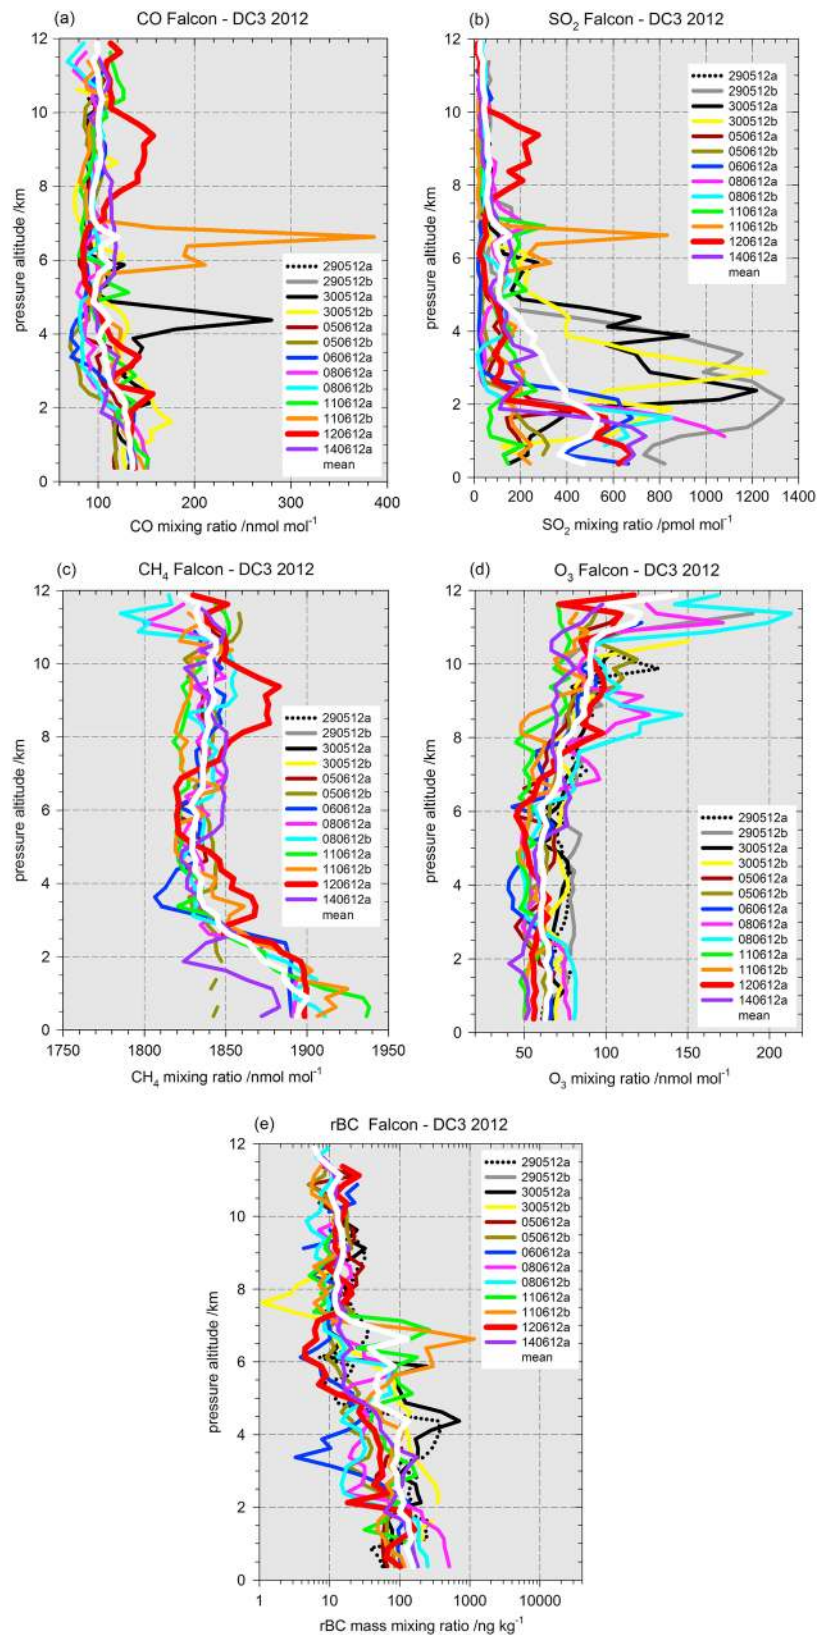 (a) CO Falcon - DC3 2012
pressure altitude /km
12
10
8
6
4
2
0
290512a
290512b
300512a
300512b
050612a
050612b
060612a
080612a
080612b
110612a
110612b
120612a
140612a
mean
100 200 300 400
CO mixing ratio /nmol mol-1
(b) SO2 Falcon - DC3 2012
pressure altitude /km
12
10
8
6
4
2
0
290512a
290512b
300512a
300512b
050612a
050612b
060612a
080612a
080612b
110612a
110612b
120612a
140612a
mean
0 200 400 600 800 1000 1200 1400
SO2 mixing ratio /pmol mol-1
(c) CH4 Falcon - DC3 2012
pressure altitude /km
12
10
8
6
4
2
0
290512a
290512b
300512a
300512b
050612a
050612b
060612a
080612a
080612b
110612a
110612b
120612a
140612a
mean
1750 1800 1850 1900 1950
CH4 mixing ratio /nmol mol-1
(d) O3 Falcon - DC3 2012
pressure altitude /km
12
10
8
6
4
2
0
290512a
290512b
300512a
300512b
050612a
050612b
060612a
080612a
080612b
110612a
110612b
120612a
140612a
mean
50 100 150 200
O3 mixing ratio /nmol mol-1
(e) rBC Falcon - DC3 2012
pressure altitude /km
12
10
8
6
4
2
0
290512a
290512b
300512a
300512b
050612a
050612b
060612a
080612a
080612b
110612a
110612b
120612a
140612a
mean
1 10 100 1000 10000
rBC mass mixing ratio /ng kg-1